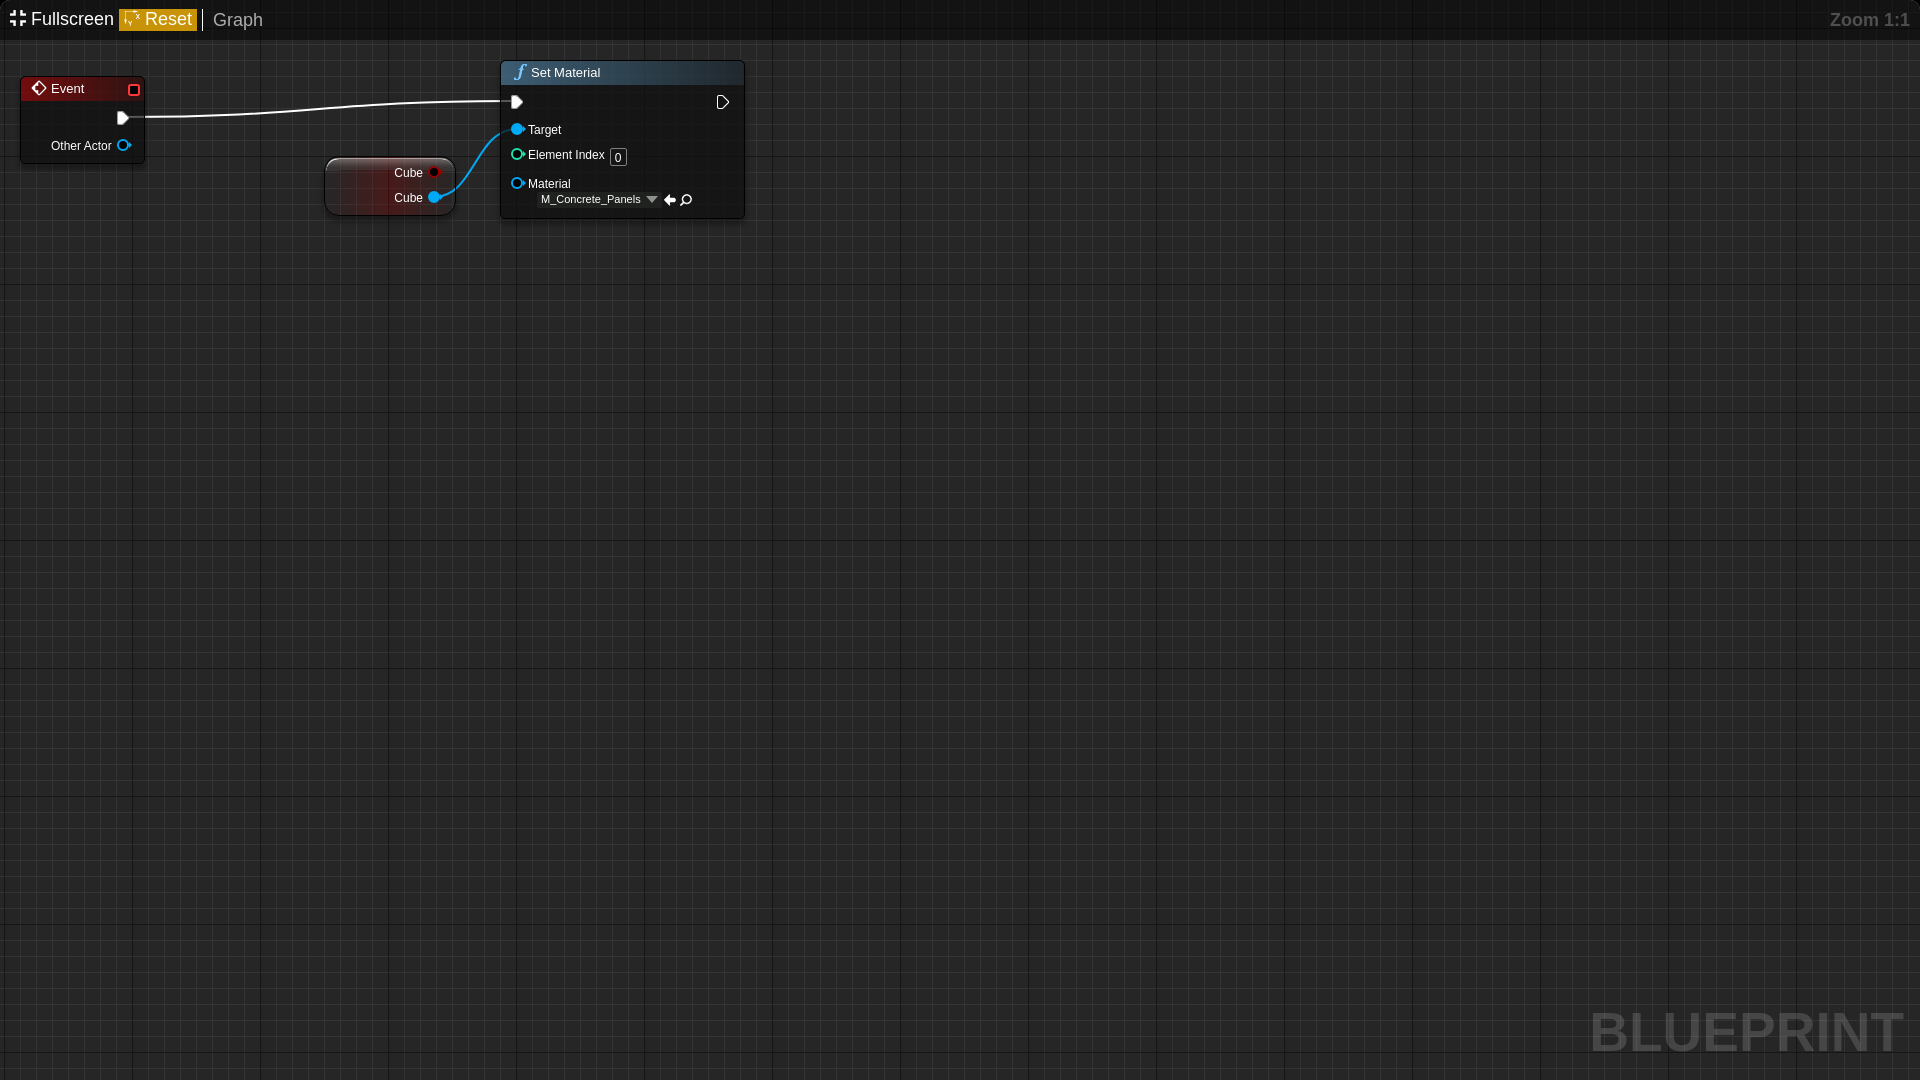 Fullscreen Reset Graph
Zoom 1:1
Event
Other Actor
Cube
Cube
Set Material
Target
Element Index 0
Material
M_Concrete_Panels
BLUEPRINT